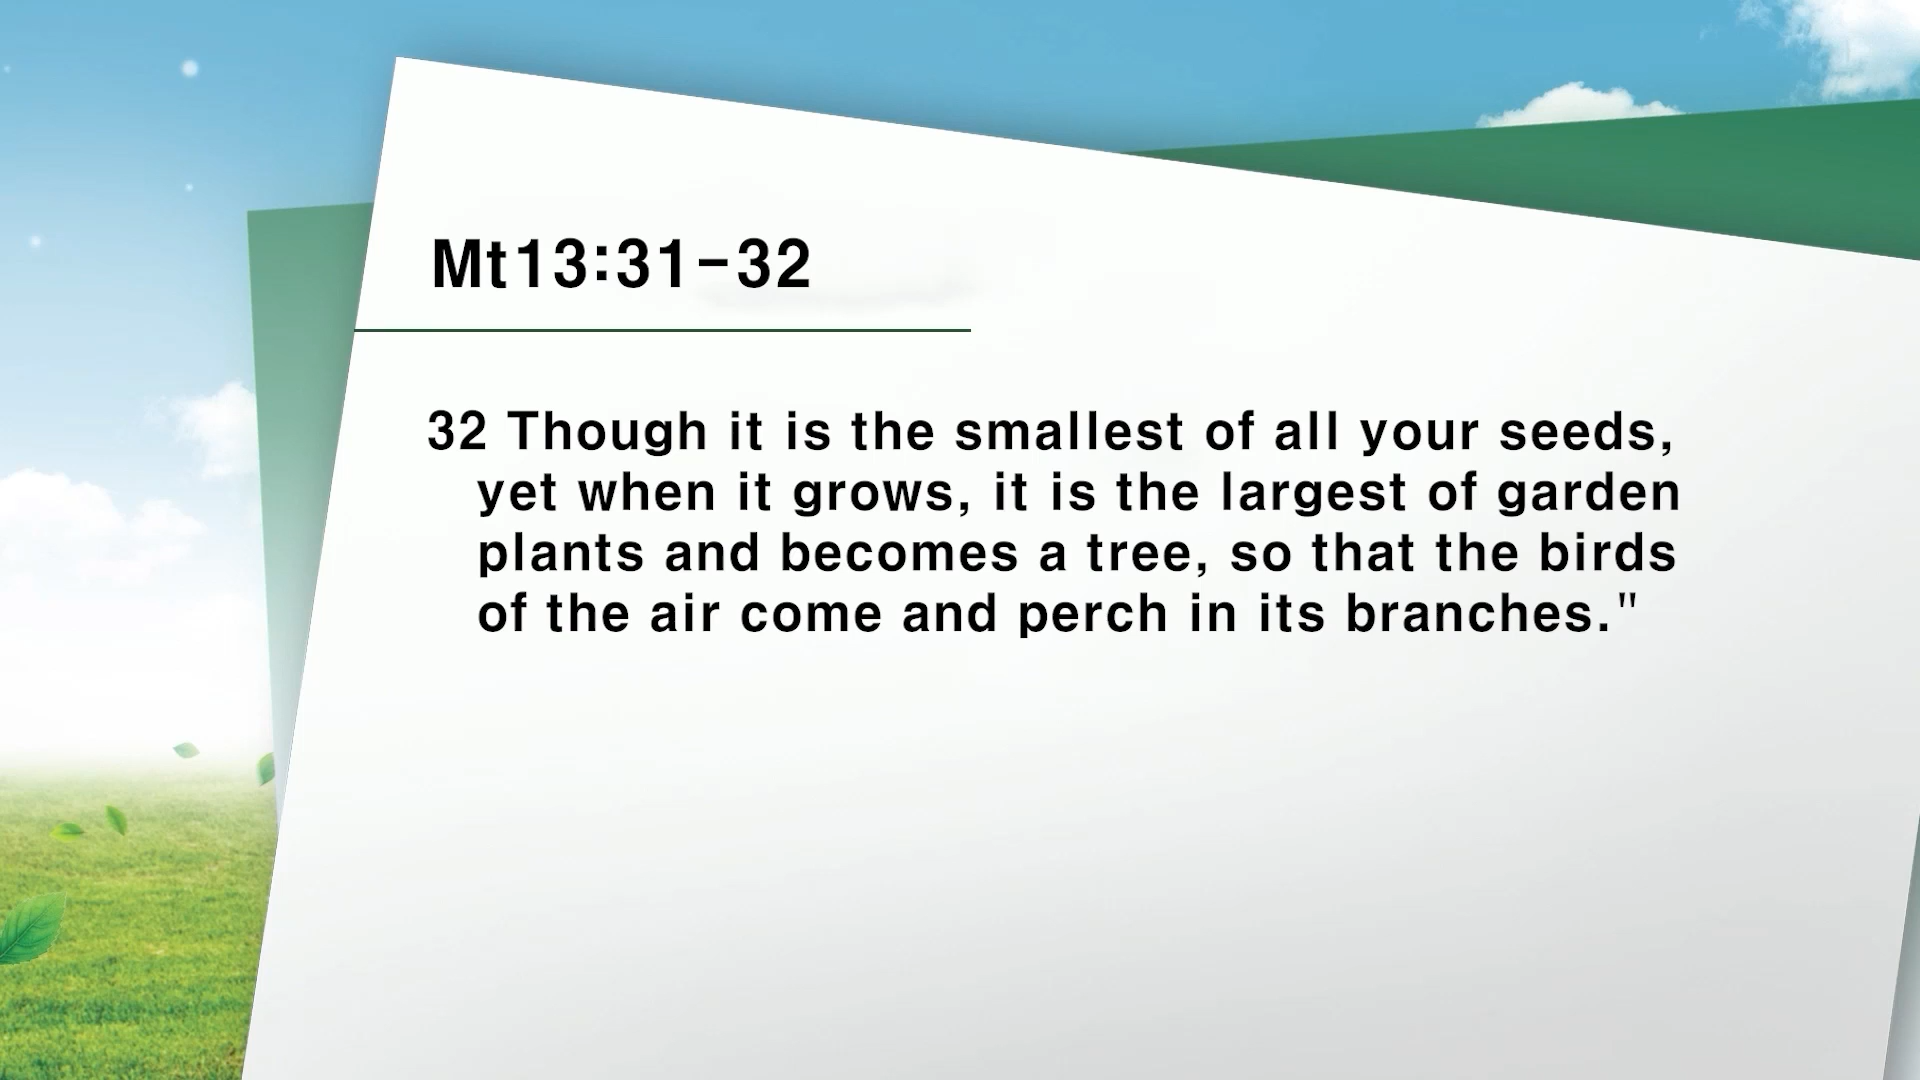 Mt13:31-32
32 Though it is the smallest of all your seeds,
yet when it grows, it is the largest of garden
plants and becomes a tree, so that the birds
of the air come and perch in its branches."